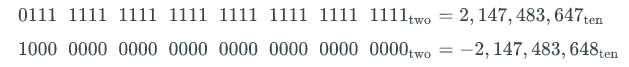 0111 1111 1111 1111 1111 1111 1111 1111two = 2,147,483,647ten
1000 0000 0000 0000 0000 0000 0000 0000two = −2,147,483,648ten